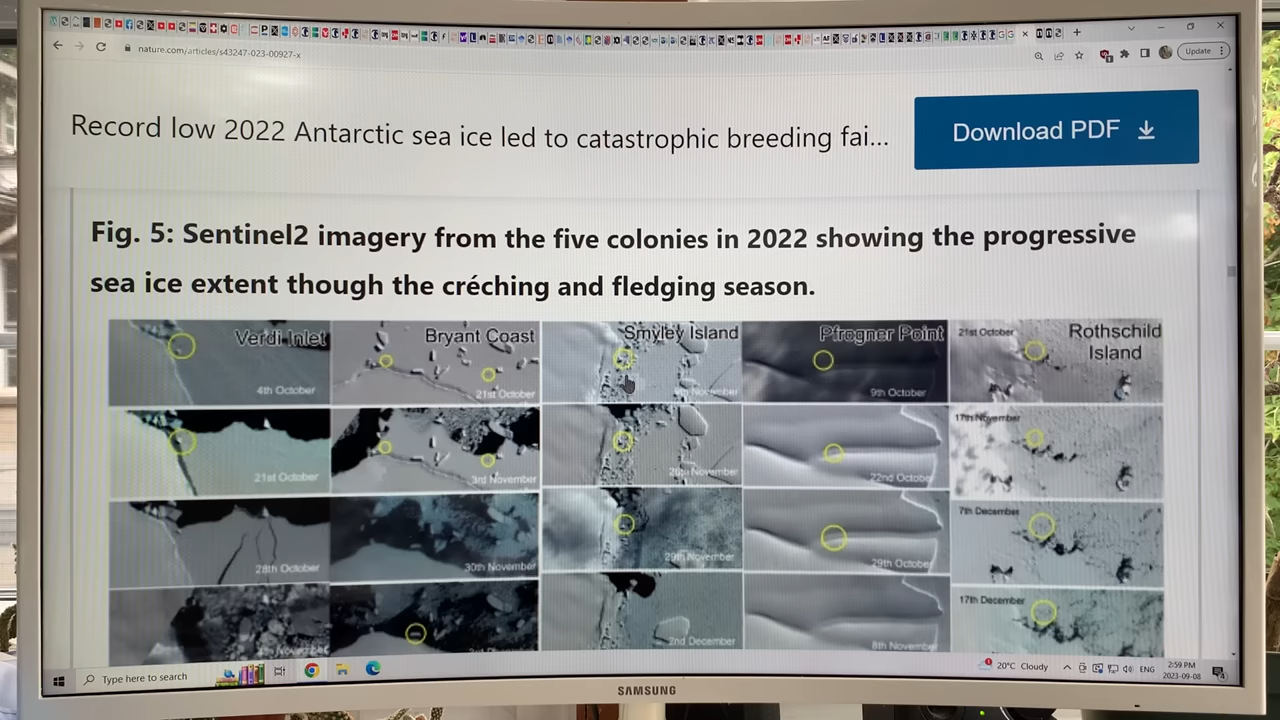 nature.com/articles/s43247-023-00927-x
Update
Record low 2022 Antarctic sea ice led to catastrophic breeding fai...
Download PDF
Fig. 5: Sentinel2 imagery from the five colonies in 2022 showing the progressive
sea ice extent though the créching and fledging season.
Verdi Inlet
4th October
21st October
28th October
Bryant Coast
21st October
3rd November
30th November
Smyley Island
November
November
29th November
2nd December
Pfrogner Point
9th October
22nd October
29th October
8th November
21st October
Rothschild
Island
17th November
7th December
17th December
Type here to search
20°C Cloudy
ENG
2:59 PM
2023-09-08
SAMSUNG